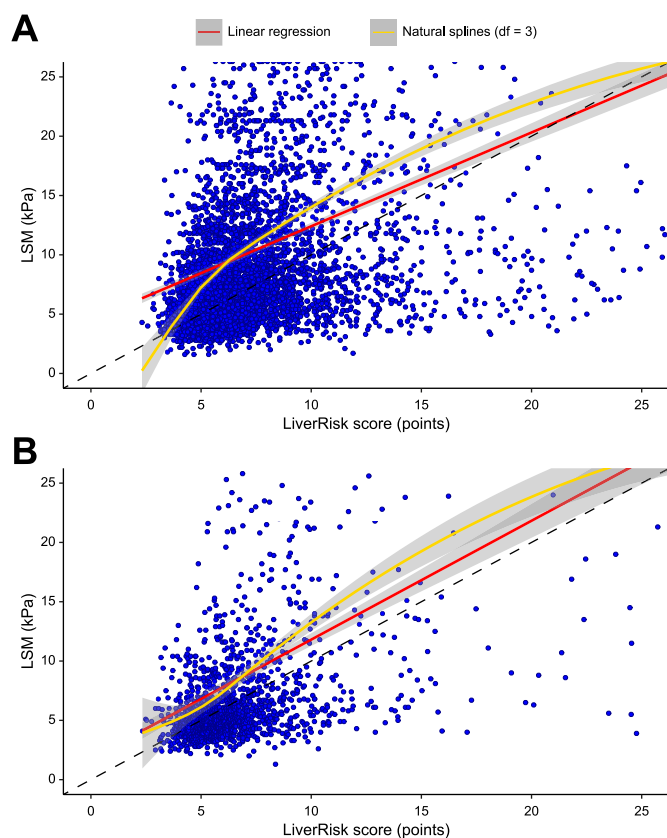 A
Linear regression
Natural splines (df = 3)
LSM (kPa)
25
20
15
10
5
0
0 5 10 15 20 25
LiverRisk score (points)
B
LSM (kPa)
25
20
15
10
5
0
0 5 10 15 20 25
LiverRisk score (points)